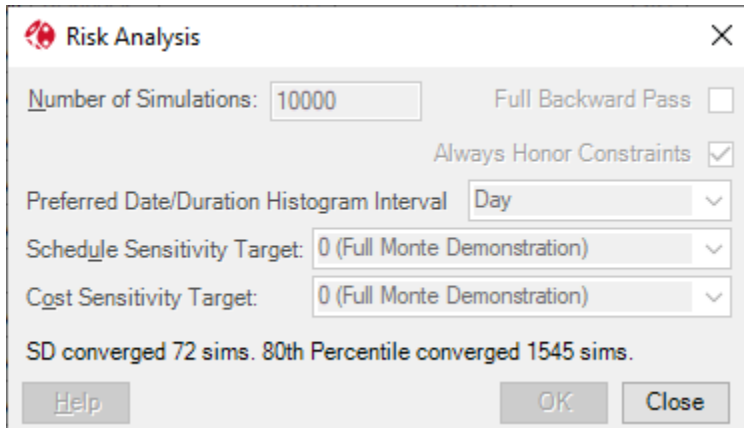 Risk Analysis
Number of Simulations: 10000 Full Backward Pass
Always Honor Constraints
Preferred Date/Duration Histogram Interval Day
Schedule Sensitivity Target: 0 (Full Monte Demonstration)
Cost Sensitivity Target: 0 (Full Monte Demonstration)
SD converged 72 sims. 80th Percentile converged 1545 sims.
Help OK Close